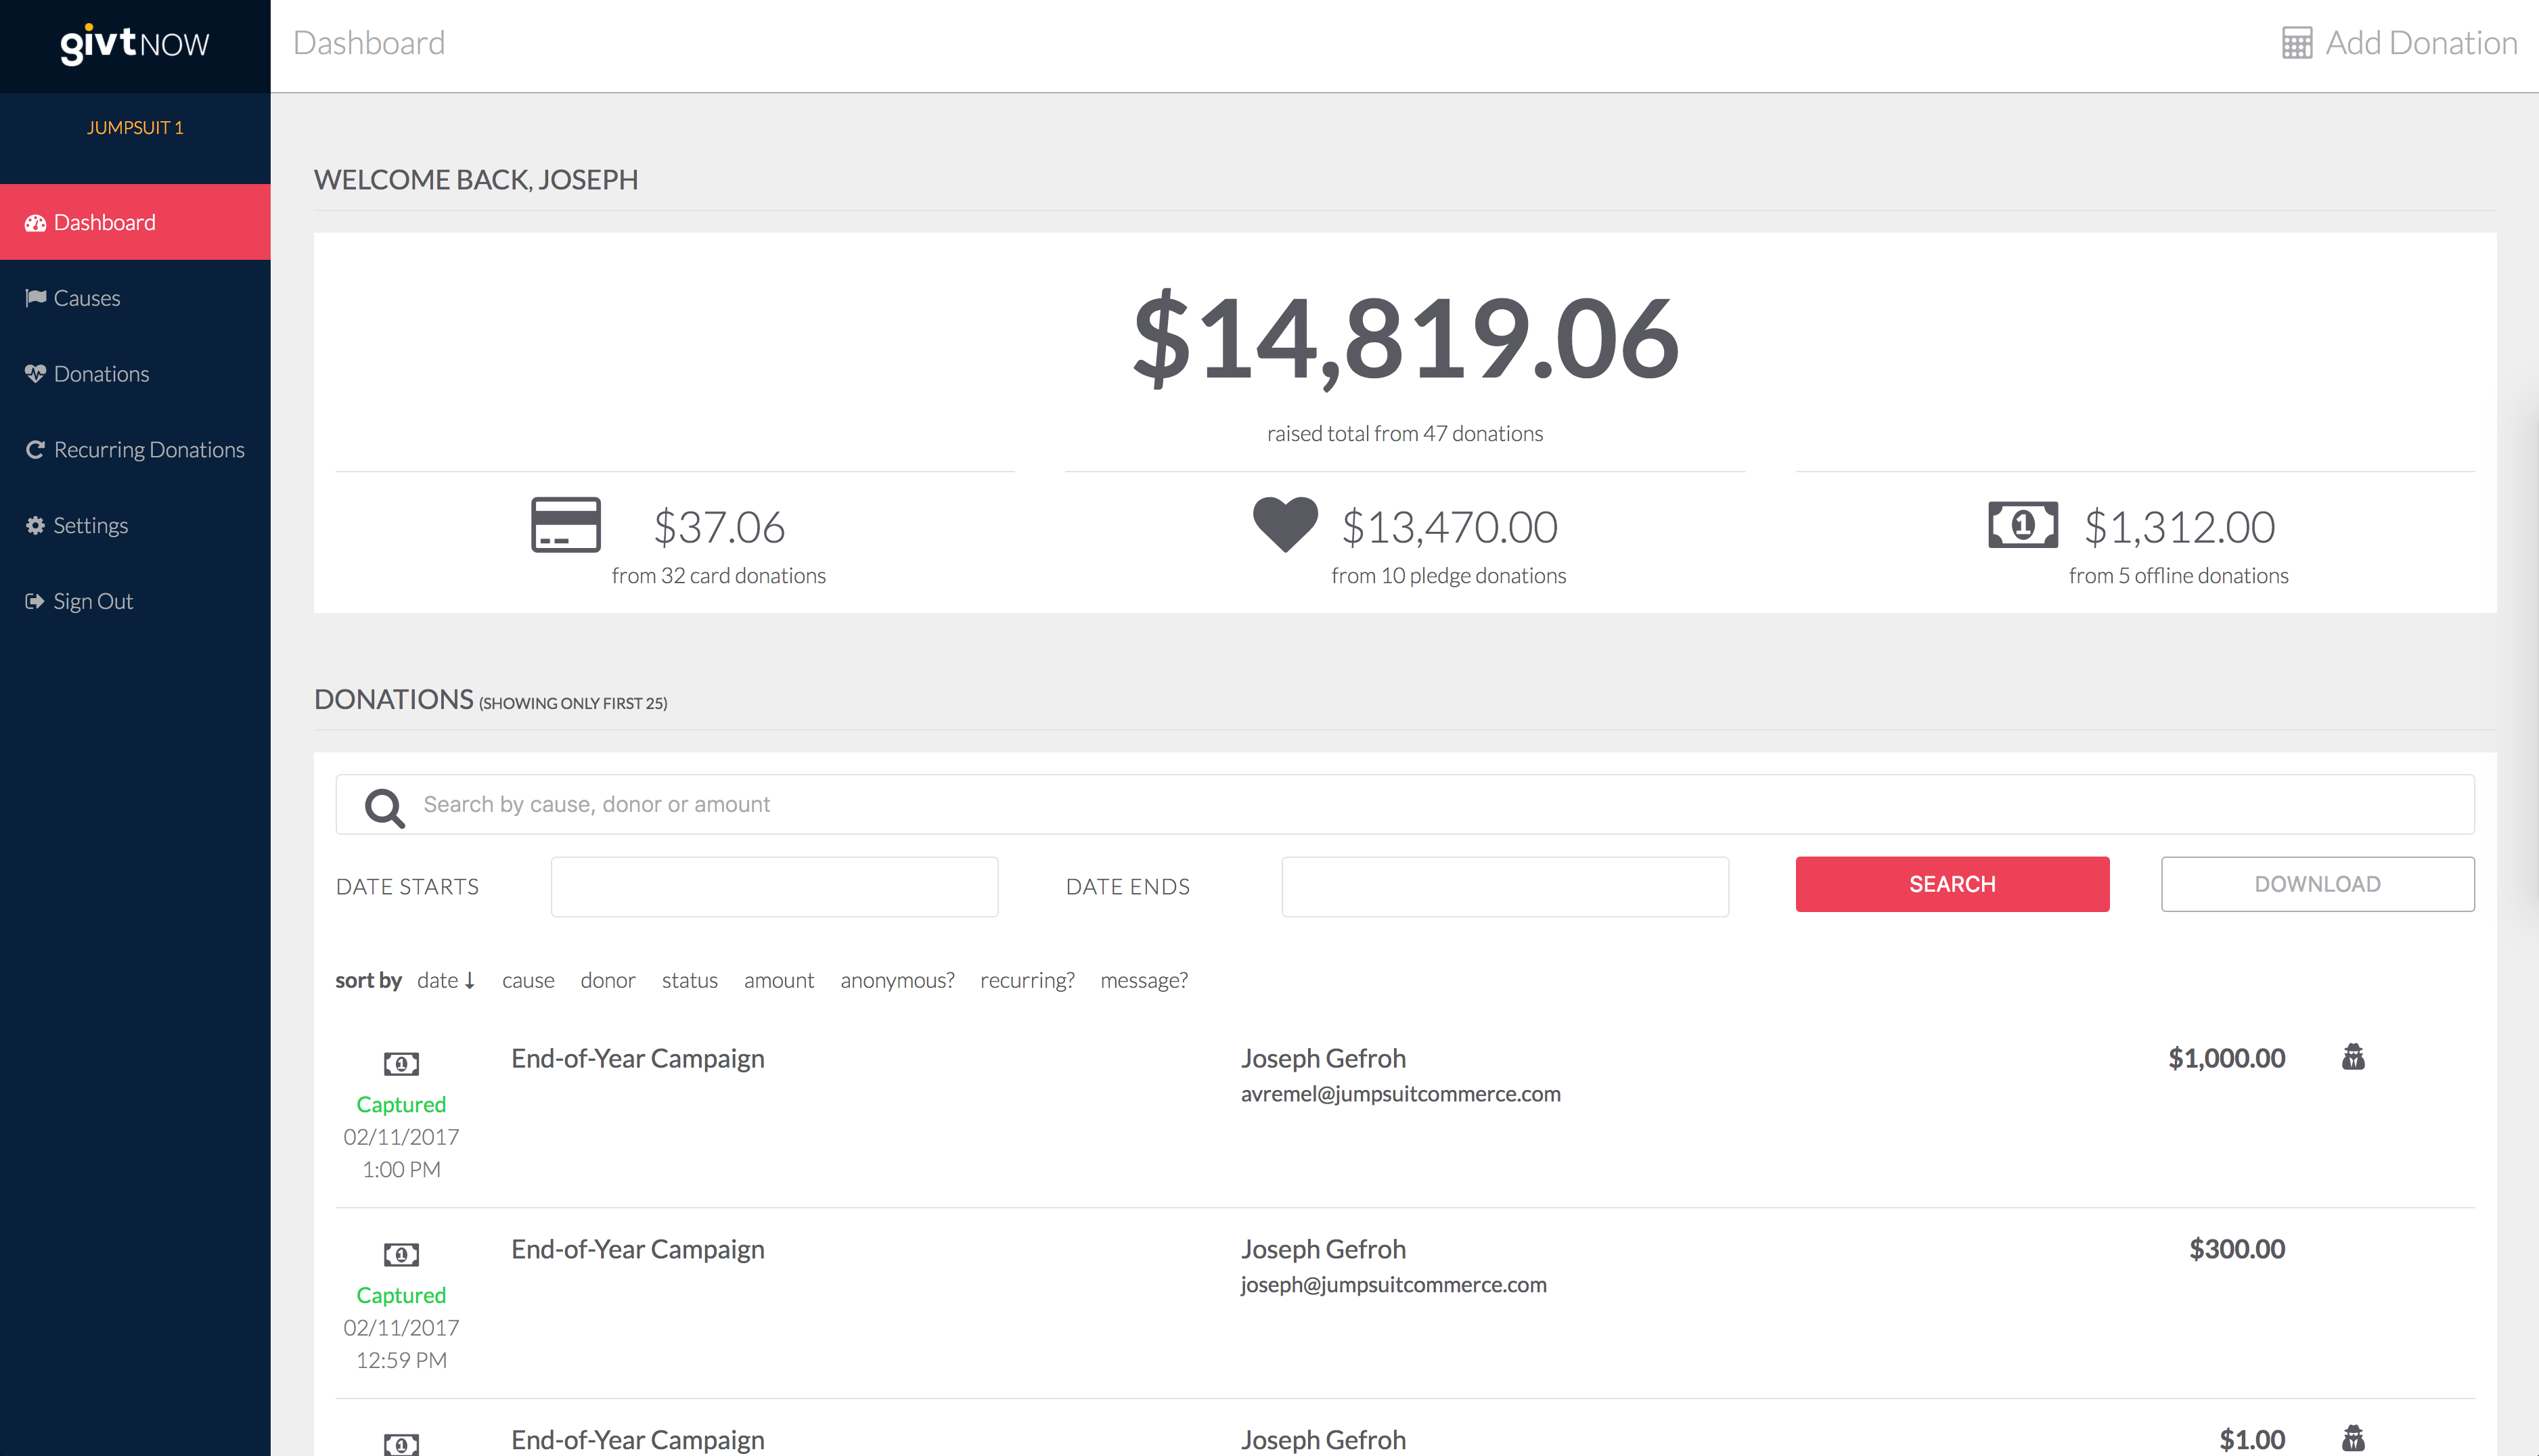 givtNOW
Dashboard
Add Donation
JUMPSUIT 1
Dashboard
Causes
Donations
Recurring Donations
Settings
Sign Out
WELCOME BACK, JOSEPH
$14,819.06
raised total from 47 donations
$37.06
from 32 card donations
$13,470.00
from 10 pledge donations
$1,312.00
from 5 offline donations
DONATIONS (SHOWING ONLY FIRST 25)
Search by cause, donor or amount
DATE STARTS
DATE ENDS
SEARCH
DOWNLOAD
sort by date cause donor status amount anonymous? recurring? message?
End-of-Year Campaign
Joseph Gefroh
avremel@jumpsuitcommerce.com
$1,000.00
Captured
02/11/2017
1:00 PM
End-of-Year Campaign
Joseph Gefroh
joseph@jumpsuitcommerce.com
$300.00
Captured
02/11/2017
12:59 PM
End-of-Year Campaign
Joseph Gefroh
$1.00